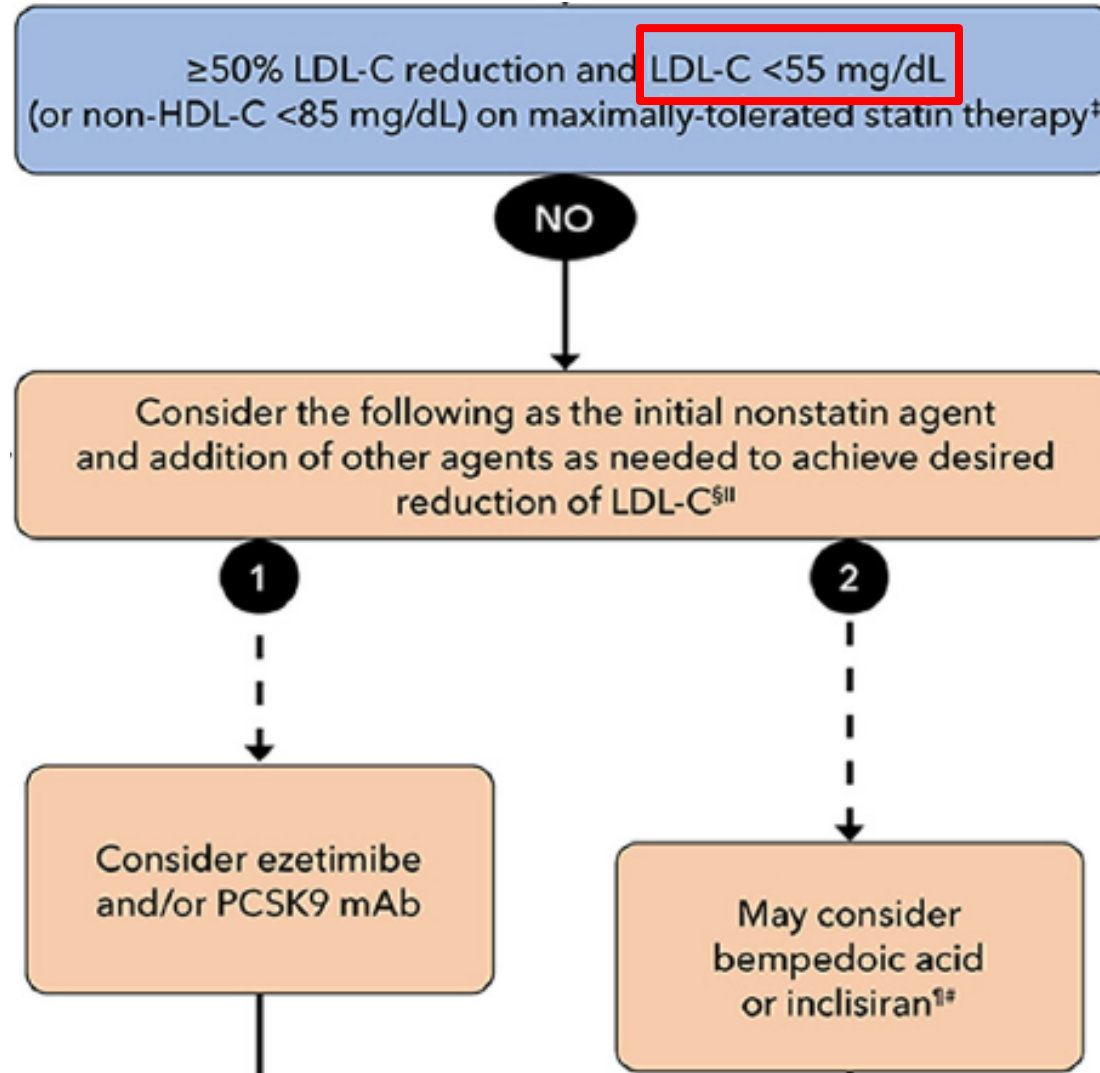 ≥50% LDL-C reduction and LDL-C <55 mg/dL
(or non-HDL-C <85 mg/dL) on maximally-tolerated statin therapy‡
NO
Consider the following as the initial nonstatin agent
and addition of other agents as needed to achieve desired
reduction of LDL-C§||
1
2
Consider ezetimibe
and/or PCSK9 mAb
May consider
bempedoic acid
or inclisiran¶#